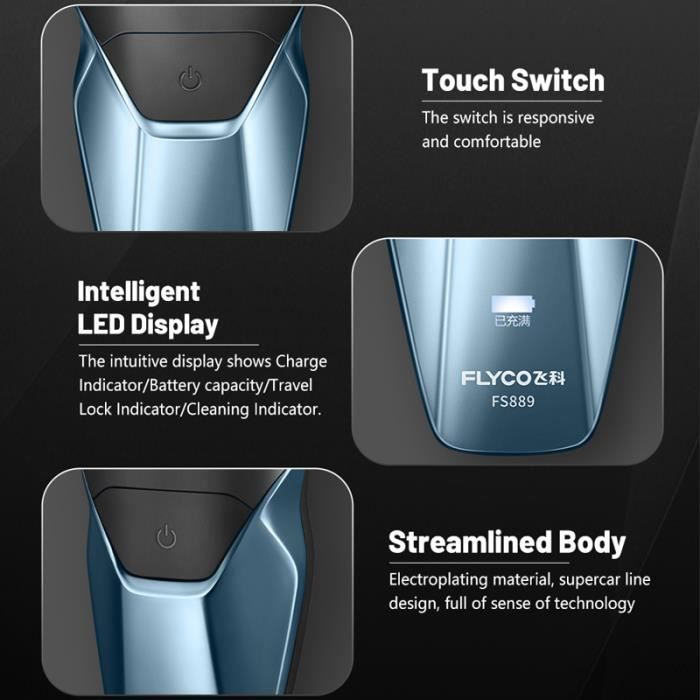 Touch Switch
The switch is responsive
and comfortable
Intelligent
LED Display
The intuitive display shows Charge
Indicator/Battery capacity/Travel
Lock Indicator/Cleaning Indicator.
已充满
FLYCO飞科
FS889
Streamlined Body
Electroplating material, supercar line
design, full of sense of technology